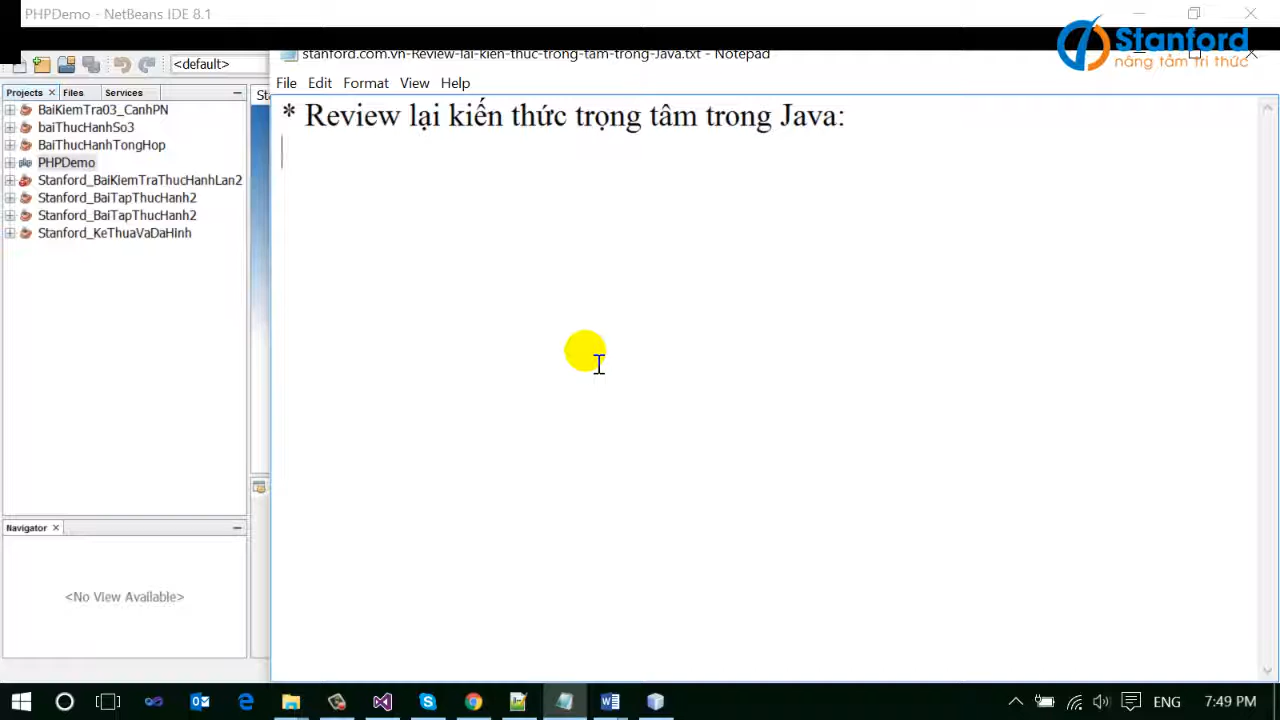 PHPDemo - NetBeans IDE 8.1
Stanford
nâng tầm tri thức
<default>
stanford.com.vn-Review-lai-kien-thuc-trong-tam-trong-Java.txt - Notepad
File Edit Format View Help
Projects Files Services
BaiKiemTra03_CanhPN
baiThucHanhSo3
BaiThucHanhTongHop
PHPDemo
Stanford_BaiKiemTraThucHanhLan2
Stanford_BaiTapThucHanh2
Stanford_BaiTapThucHanh2
Stanford_KeThuaVaDaHinh
* Review lại kiến thức trọng tâm trong Java:
Navigator
<No View Available>
ENG
7:49 PM